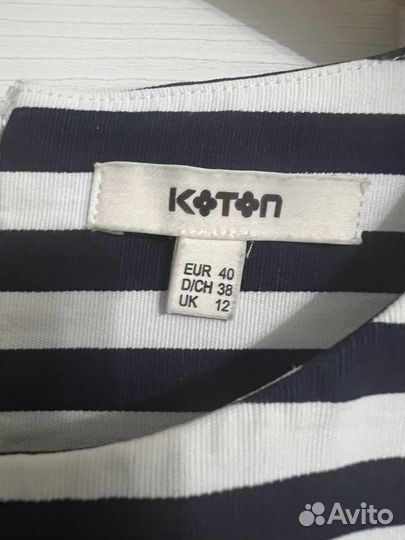 KOTON
EUR 40
D/CH 38
UK 12
Avito